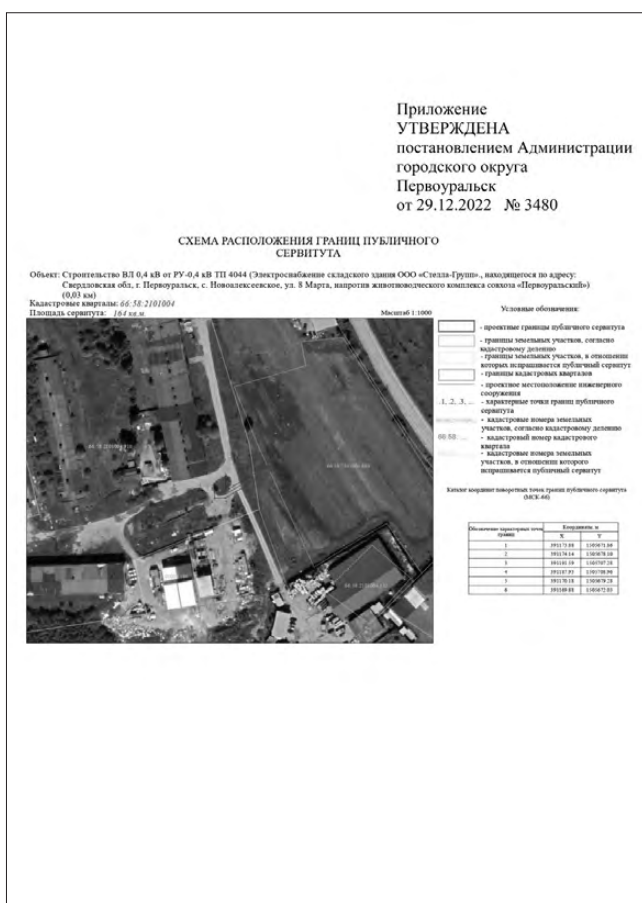 Приложение
УТВЕРЖДЕНА
постановлением Администрации
городского округа
Первоуральск
от 29.12.2022 № 3480
СХЕМА РАСПОЛОЖЕНИЯ ГРАНИЦ ПУБЛИЧНОГО
СЕРВИТУТА
Объект: Строительство ВЛ 0,4 кВ от РУ-0,4 кВ ТП 4044 (Электроснабжение складского здания ООО «Стелла-Групп»., находящегося по адресу:
Свердловская обл, г. Первоуральск, с. Новоалексеевское, ул. 8 Марта, напротив животноводческого комплекса совхоза «Первоуральский»)
(0,03 км)
Кадастровые кварталы: 66:58:2101004
Площадь сервитута: 164 кв.м.
Масштаб 1:1000
Условные обозначения:
- проектные границы публичного сервитута
- границы земельных участков, согласно
кадастровому делению
- границы земельных участков, в отношении
которых испрашивается публичный сервитут
- границы кадастровых кварталов
- проектное местоположение инженерного
сооружения
.1, .2, .3, ... - характерные точки границ публичного
сервитута
- кадастровые номера земельных
участков, согласно кадастровому делению
66:58: ... - кадастровый номер кадастрового
квартала
- кадастровые номера земельных
участков, в отношении которого
испрашивается публичный сервитут
Каталог координат поворотных точек границ публичного сервитута
(МСК-66)
Обозначение характерных точек границ
Координаты, м
X Y
1
2
3
4
5
6